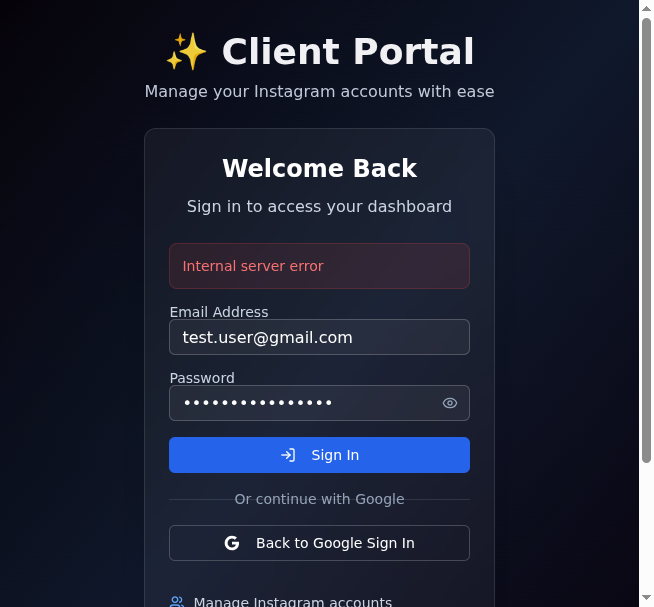 ✨ Client Portal
Manage your Instagram accounts with ease
Welcome Back
Sign in to access your dashboard
Internal server error
Email Address
test.user@gmail.com
Password
••••••••••••••••
Sign In
Or continue with Google
G Back to Google Sign In
Manage Instagram accounts